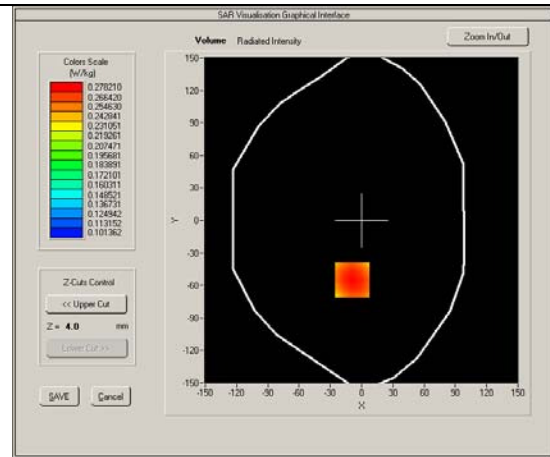 SAR Visualisation Graphical Interface
Volume Radiated Intensity
Zoom In/Out
Colors Scale
(W/kg)
0.278210
0.266420
0.254630
0.242841
0.231051
0.219261
0.207471
0.195681
0.183891
0.172101
0.160311
0.148521
0.136731
0.124942
0.113152
0.101362
Z-Cuts Control
<< Upper Cut
Z = 4.0 mm
Lower Cut >>
SAVE Cancel
150-
120-
90-
60-
30-
Y 0-
-30-
-60-
-90-
-120-
-150-
-150 -120 -90 -60 -30 0 30 60 90 120 150
X